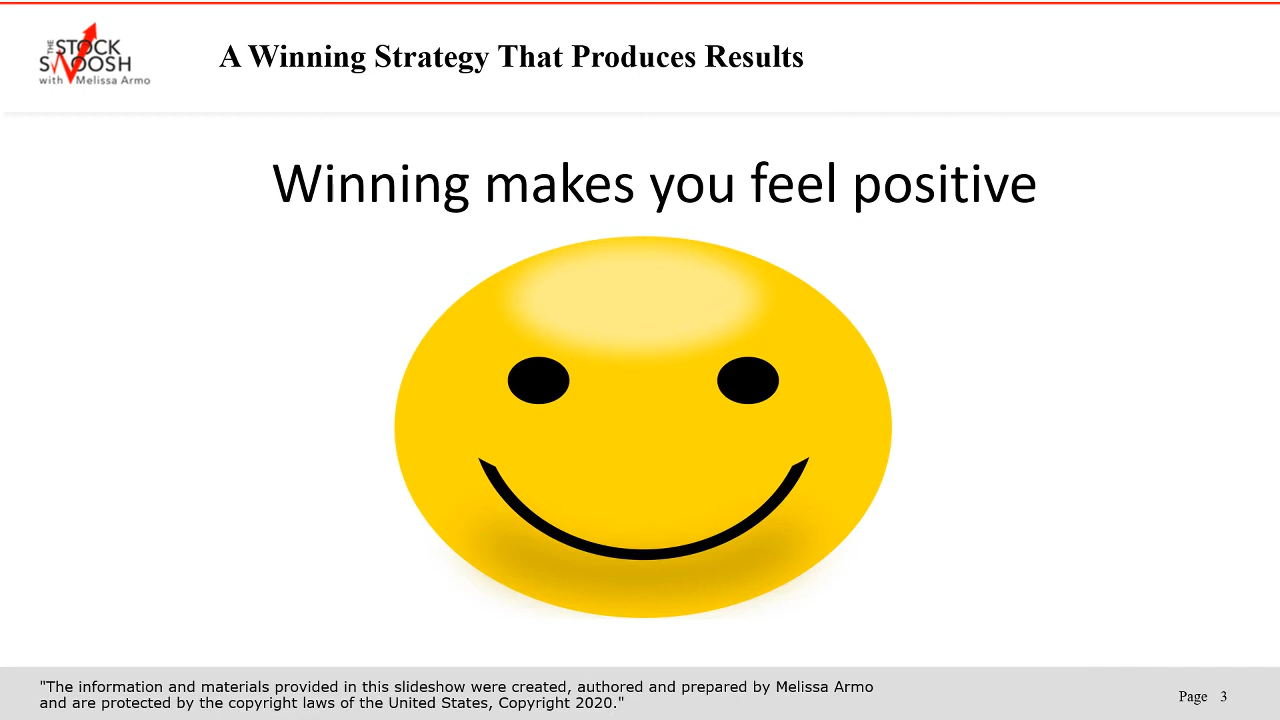 THE
STOCK
SWOOSH
with Melissa Armo
A Winning Strategy That Produces Results
Winning makes you feel positive
"The information and materials provided in this slideshow were created, authored and prepared by Melissa Armo
and are protected by the copyright laws of the United States, Copyright 2020."
Page 3